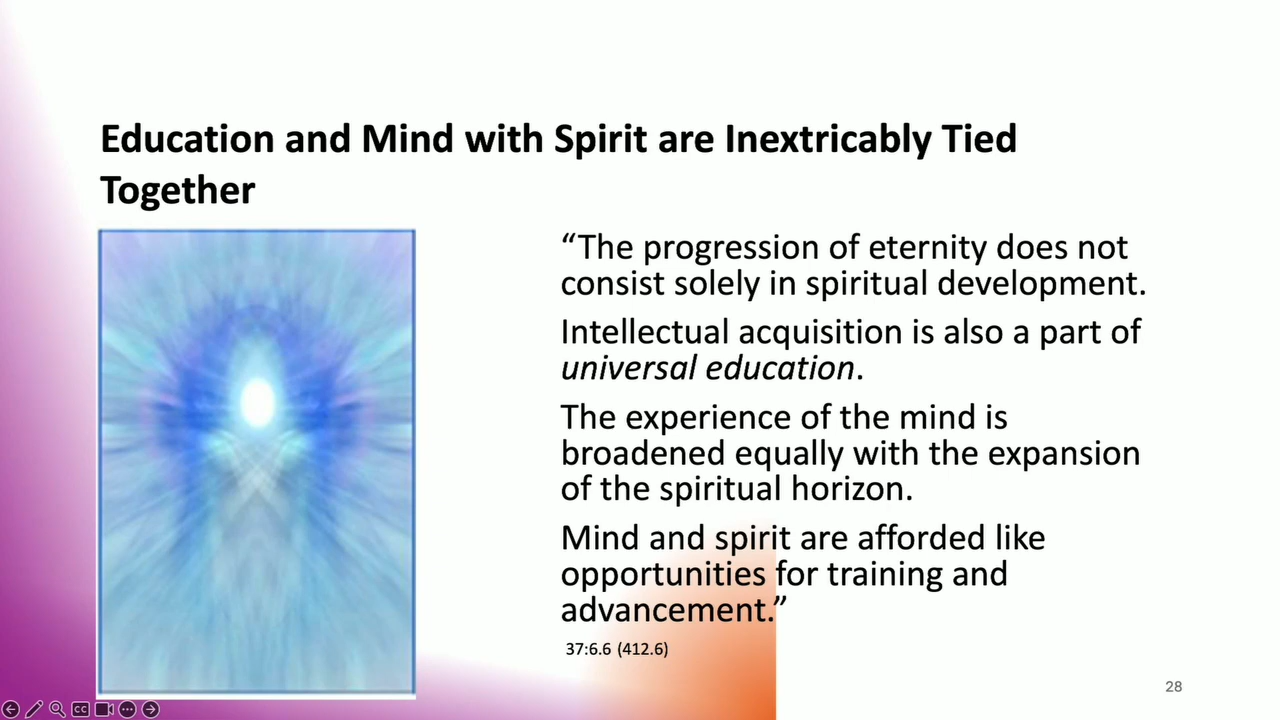 Education and Mind with Spirit are Inextricably Tied
Together
“The progression of eternity does not
consist solely in spiritual development.
Intellectual acquisition is also a part of
universal education.
The experience of the mind is
broadened equally with the expansion
of the spiritual horizon.
Mind and spirit are afforded like
opportunities for training and
advancement.”
37:6.6 (412.6)
28
CC